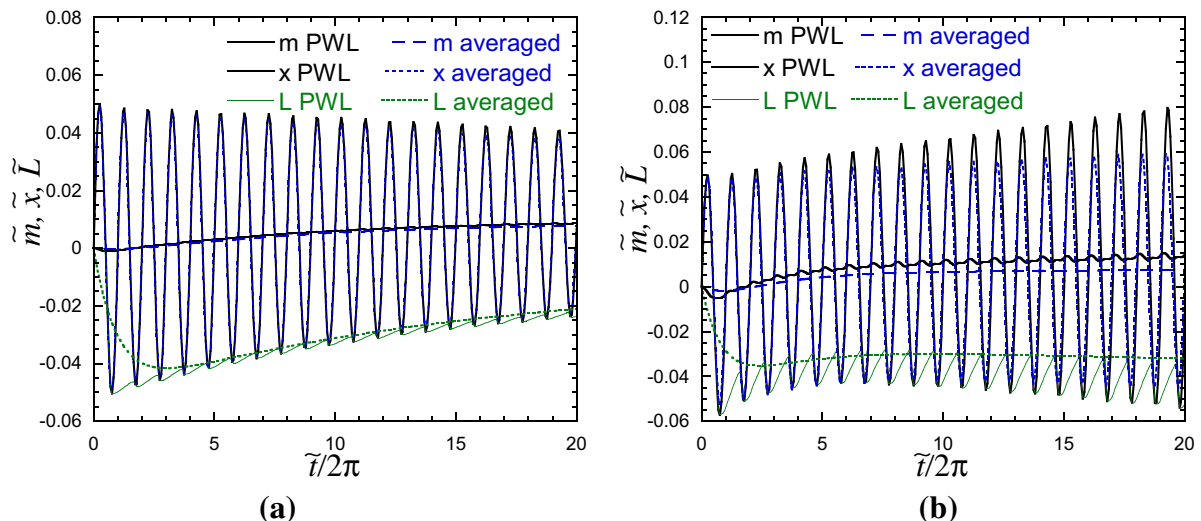 0.08
0.06
0.04
0.02
0
-0.02
-0.04
-0.06
m̃, x̃, L̃
m PWL
x PWL
L PWL
m averaged
x averaged
L averaged
0 5 10 15 20
t̃/2π
(a)
0.12
0.1
0.08
0.06
0.04
0.02
0
-0.02
-0.04
-0.06
m̃, x̃, L̃
m PWL
x PWL
L PWL
m averaged
x averaged
L averaged
0 5 10 15 20
t̃/2π
(b)